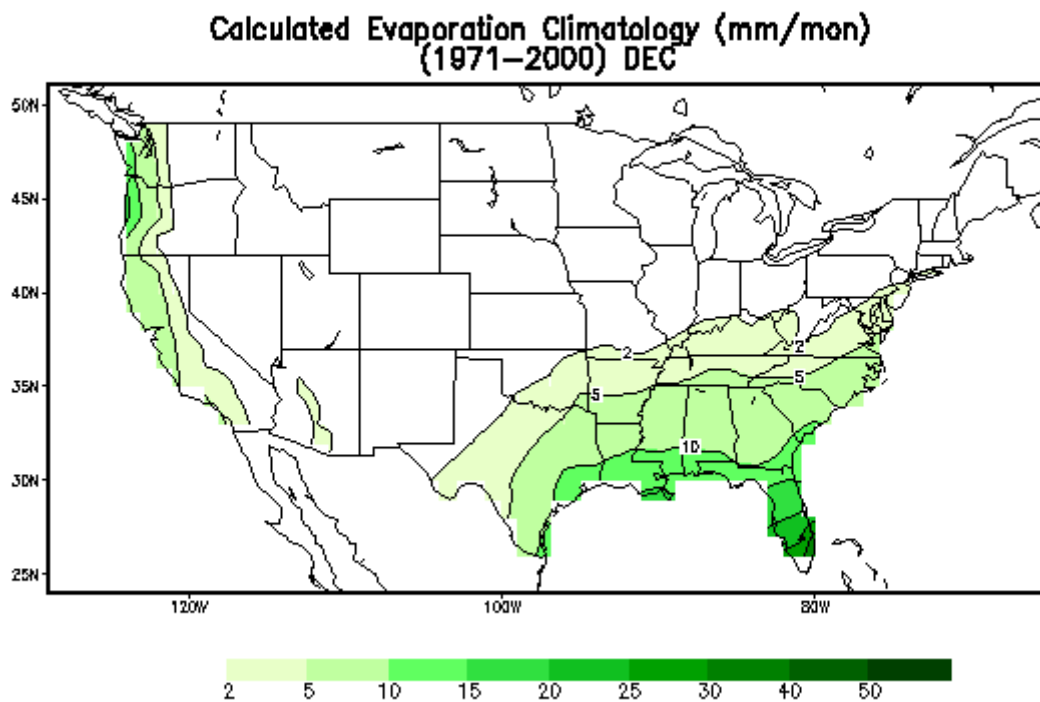 Calculated Evaporation Climatology (mm/mon)
(1971-2000) DEC
50N
45N
40N
35N
30N
25N
2
2
5
5
10
120W
100W
80W
2 5 10 15 20 25 30 40 50